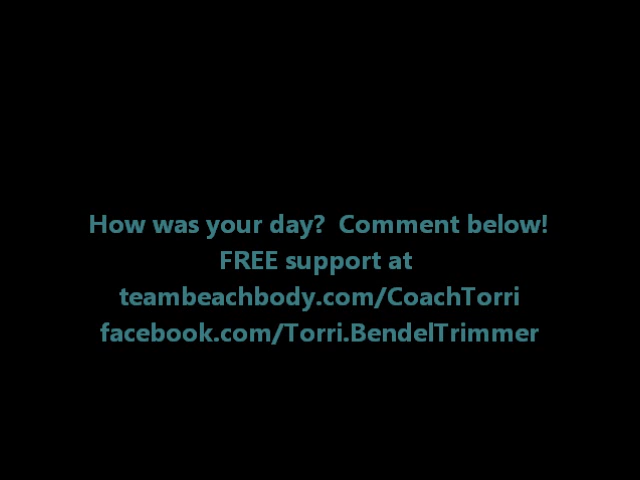 How was your day?  Comment below!
FREE support at
teambeachbody.com/CoachTorri
facebook.com/Torri.BendelTrimmer